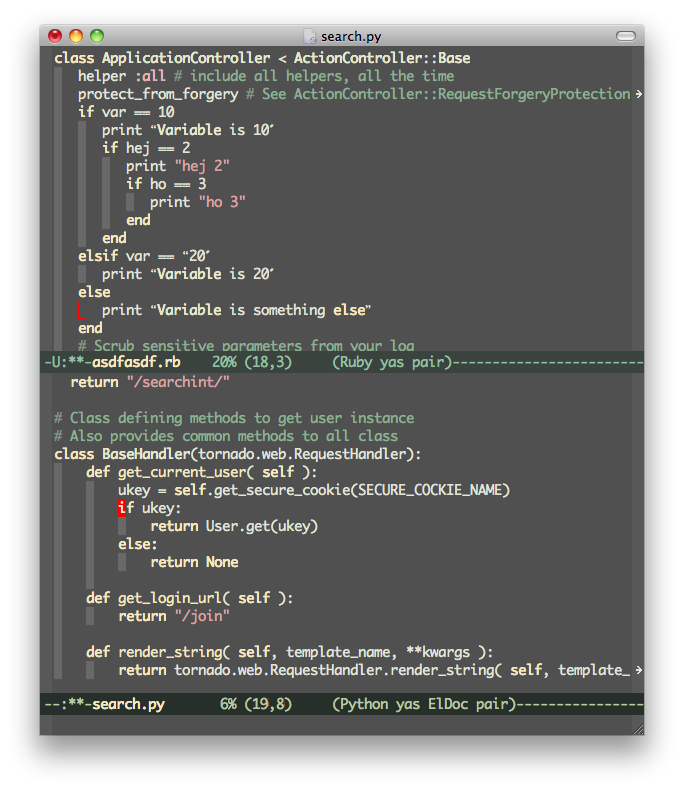 search.py
class ApplicationController < ActionController::Base
helper :all # include all helpers, all the time
protect_from_forgery # See ActionController::RequestForgeryProtection
if var == 10
print “Variable is 10”
if hej == 2
print "hej 2"
if ho == 3
print "ho 3"
end
end
elsif var == “20”
print “Variable is 20”
else
print “Variable is something else”
end
# Scrub sensitive parameters from your log
-U:**-asdfasdf.rb 20% (18,3) (Ruby yas pair)------------------------
return "/searchint/"
# Class defining methods to get user instance
# Also provides common methods to all class
class BaseHandler(tornado.web.RequestHandler):
def get_current_user( self ):
ukey = self.get_secure_cookie(SECURE_COCKIE_NAME)
if ukey:
return User.get(ukey)
else:
return None
def get_login_url( self ):
return "/join"
def render_string( self, template_name, **kwargs ):
return tornado.web.RequestHandler.render_string( self, template_
--:**-search.py 6% (19,8) (Python yas ElDoc pair)----------------